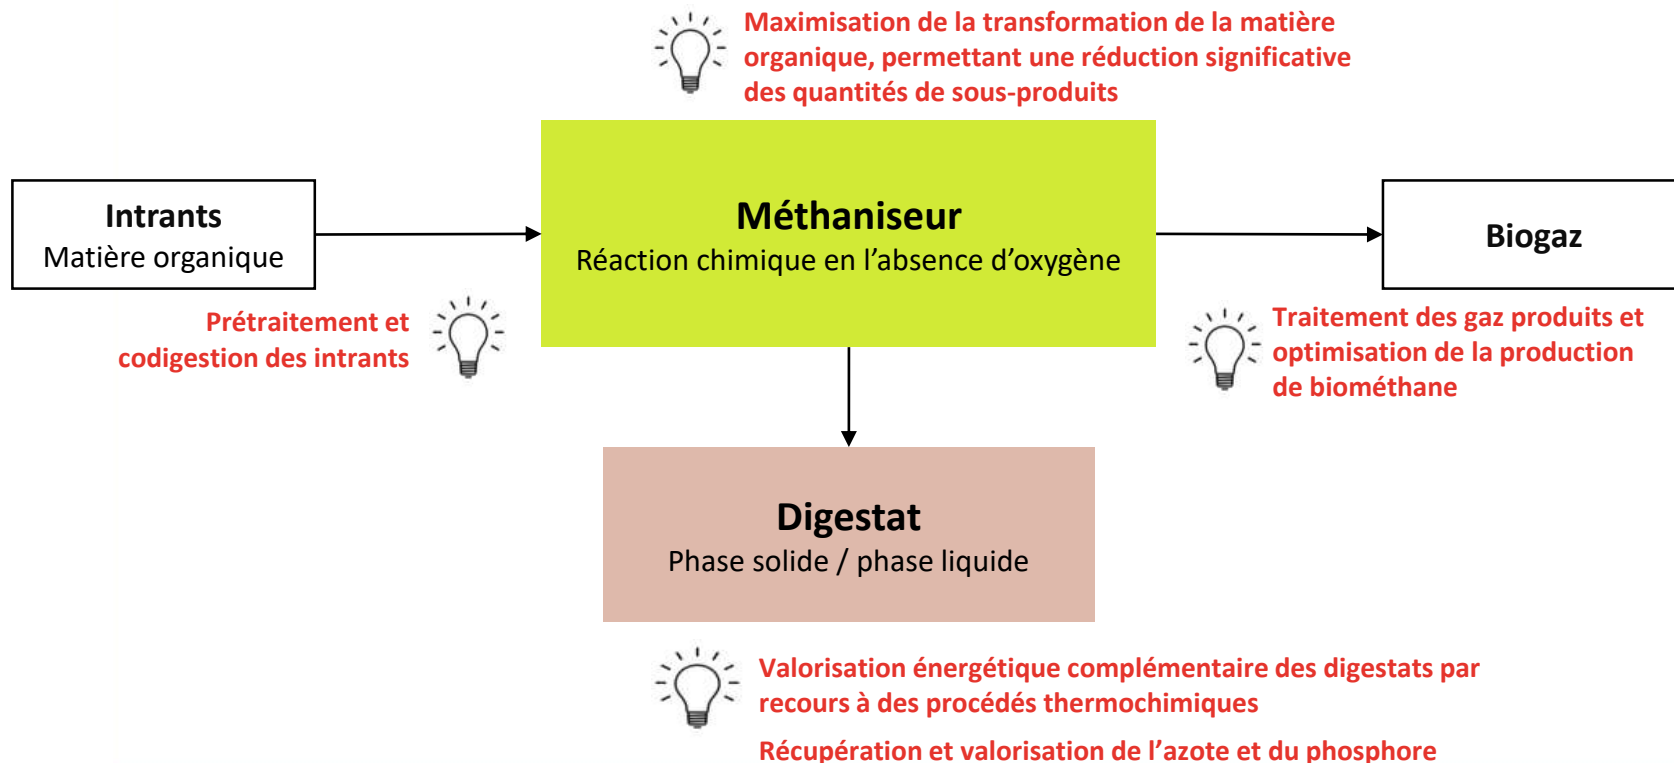 Maximisation de la transformation de la matière
organique, permettant une réduction significative
des quantités de sous-produits
Intrants
Matière organique
Méthaniseur
Réaction chimique en l’absence d’oxygène
Biogaz
Prétraitement et
codigestion des intrants
Traitement des gaz produits et
optimisation de la production
de biométhane
Digestat
Phase solide / phase liquide
Valorisation énergétique complémentaire des digestats par
recours à des procédés thermochimiques
Récupération et valorisation de l’azote et du phosphore